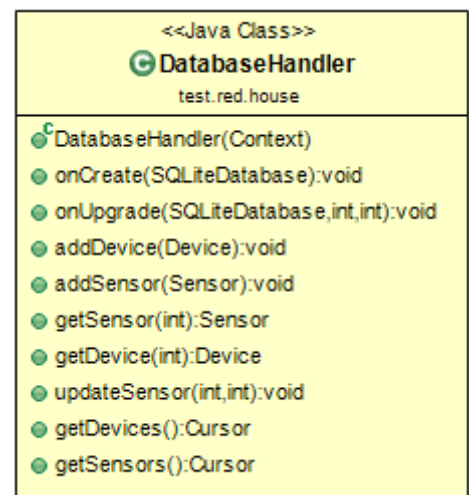 <<Java Class>>
C DatabaseHandler
test.red.house
C DatabaseHandler(Context)
onCreate(SQLiteDatabase):void
onUpgrade(SQLiteDatabase,int,int):void
addDevice(Device):void
addSensor(Sensor):void
getSensor(int):Sensor
getDevice(int):Device
updateSensor(int,int):void
getDevices():Cursor
getSensors():Cursor